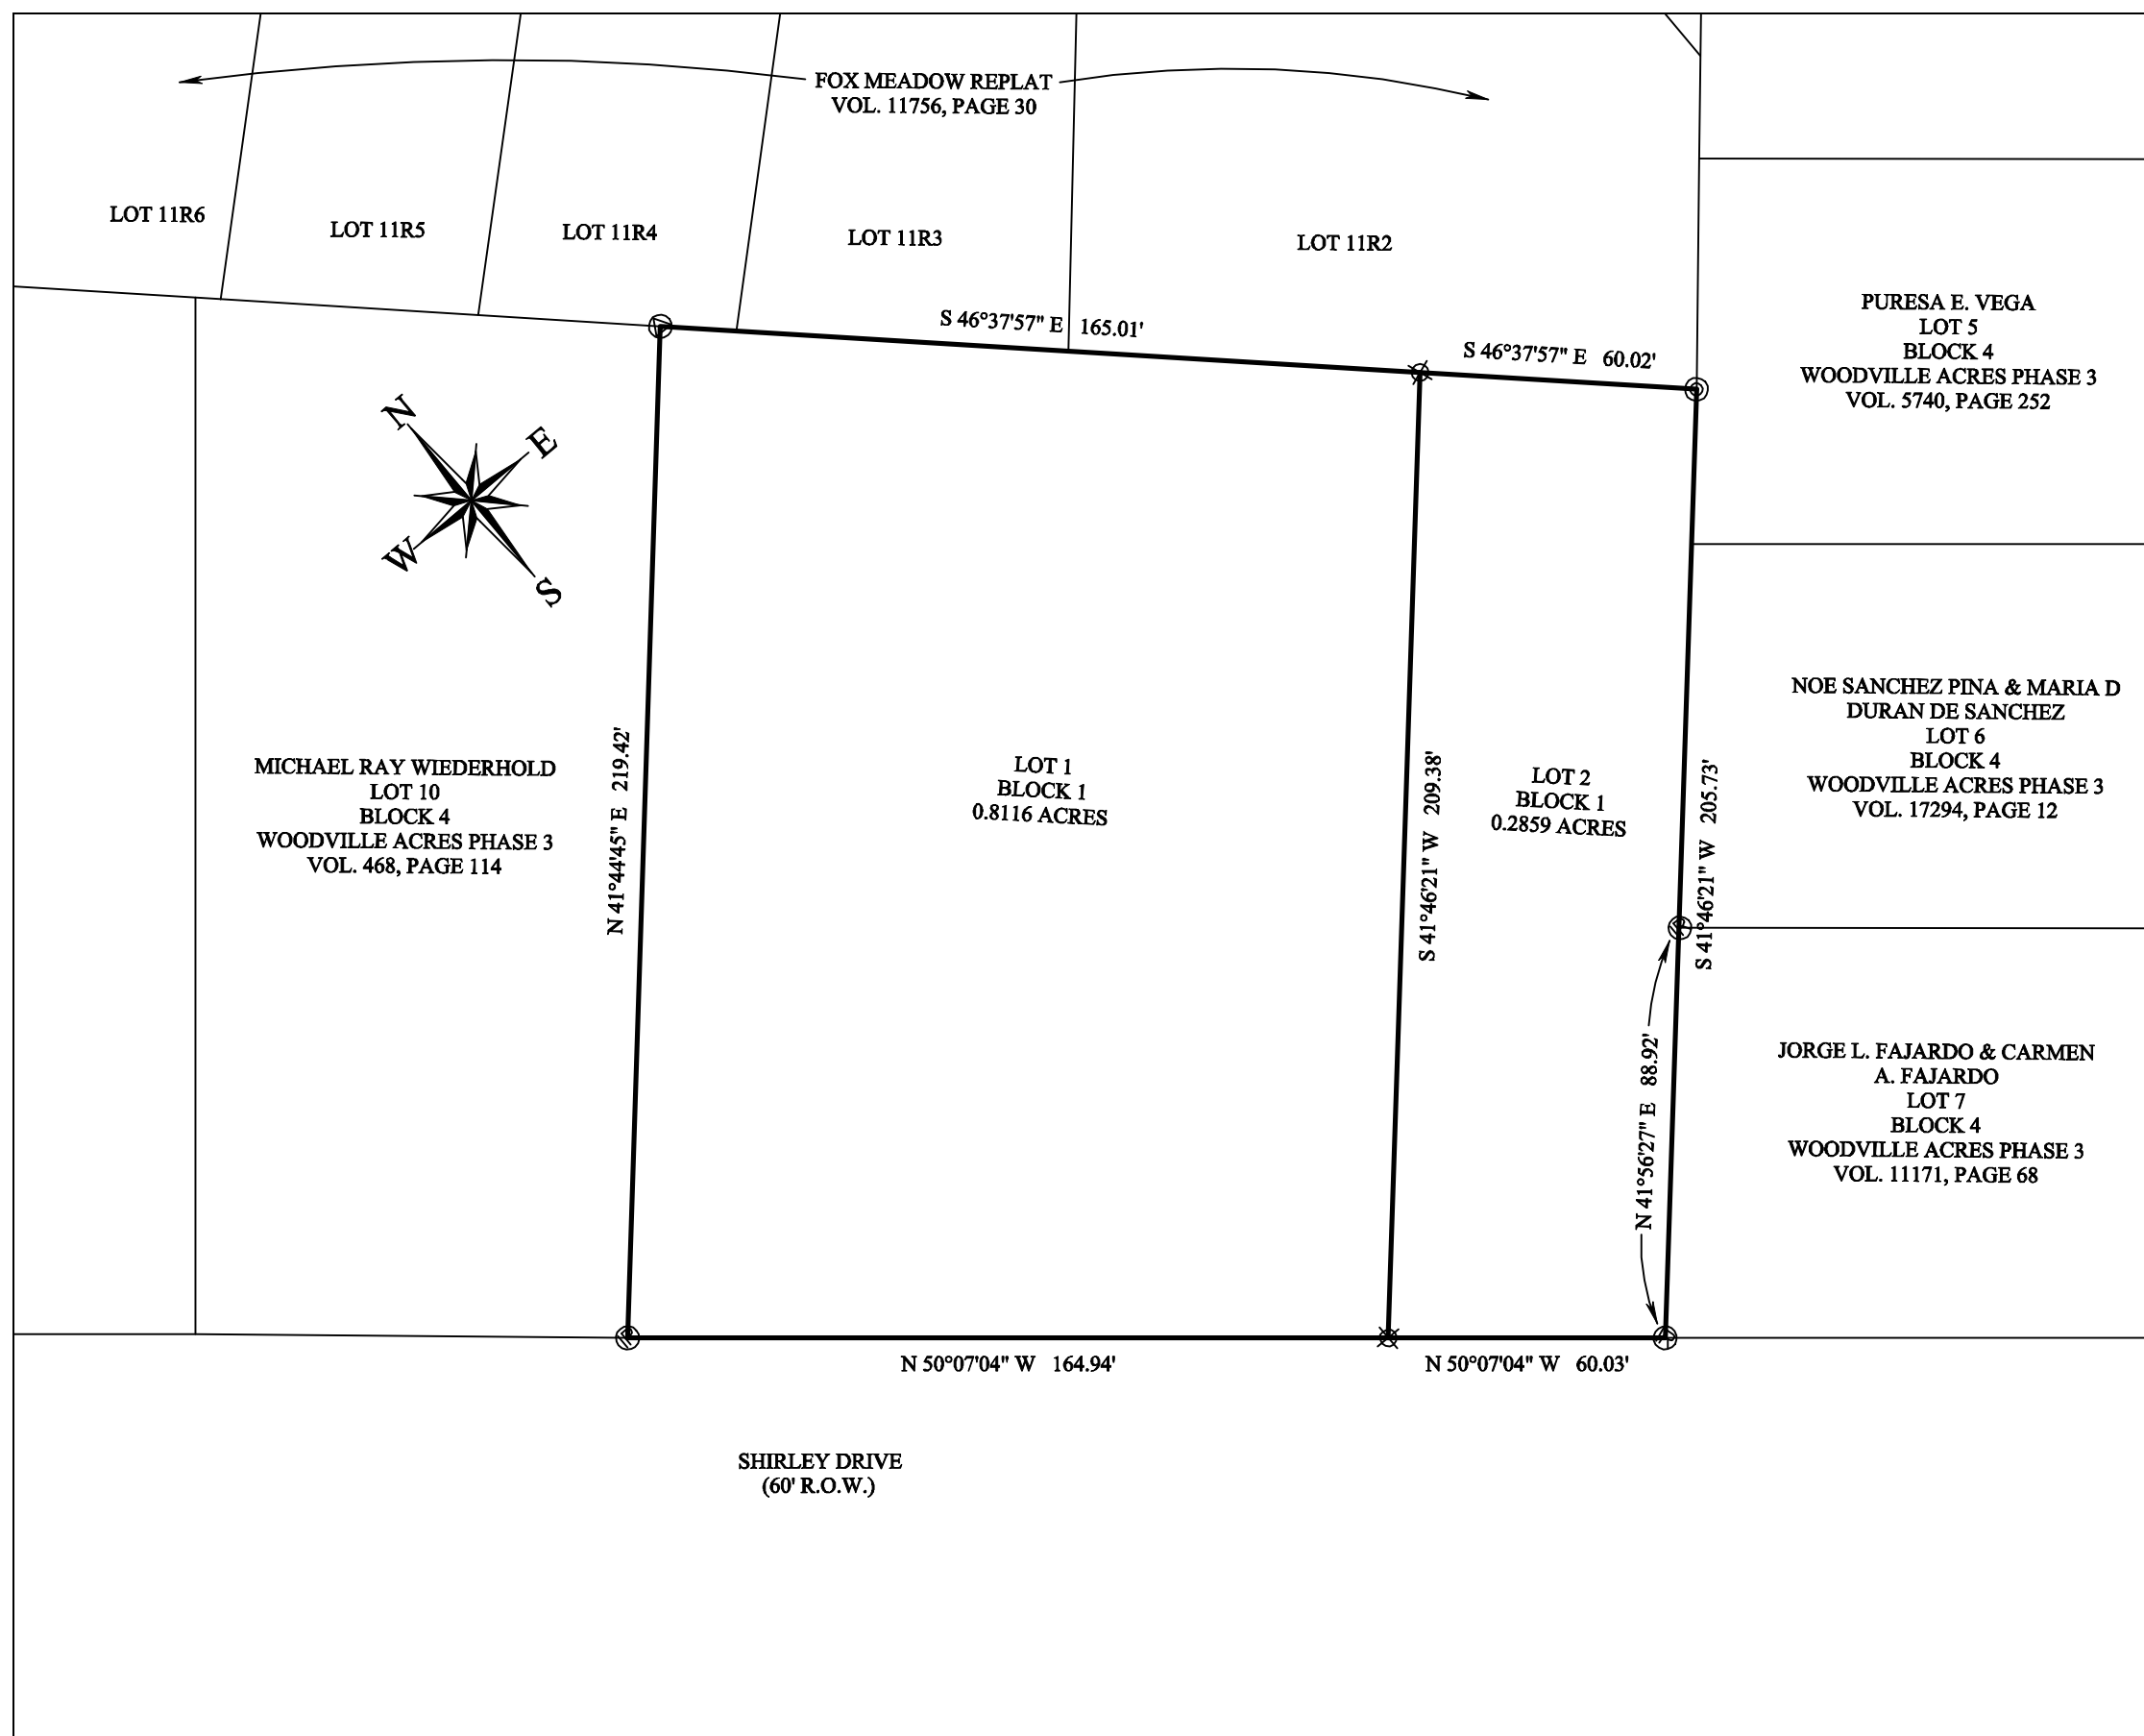 FOX MEADOW REPLAT
VOL. 11756, PAGE 30
LOT 11R6
LOT 11R5
LOT 11R4
LOT 11R3
LOT 11R2
S 46°37'57" E 165.01'
S 46°37'57" E 60.02'
PURESA E. VEGA
LOT 5
BLOCK 4
WOODVILLE ACRES PHASE 3
VOL. 5740, PAGE 252
N
E
W
S
NOE SANCHEZ PINA & MARIA D
DURAN DE SANCHEZ
LOT 6
BLOCK 4
WOODVILLE ACRES PHASE 3
VOL. 17294, PAGE 12
MICHAEL RAY WIEDERHOLD
LOT 10
BLOCK 4
WOODVILLE ACRES PHASE 3
VOL. 468, PAGE 114
N 41°44'45" E 219.42'
LOT 1
BLOCK 1
0.8116 ACRES
S 41°46'21" W 209.38'
LOT 2
BLOCK 1
0.2859 ACRES
S 41°46'21" W 205.73'
N 41°56'27" E 88.92'
JORGE L. FAJARDO & CARMEN
A. FAJARDO
LOT 7
BLOCK 4
WOODVILLE ACRES PHASE 3
VOL. 11171, PAGE 68
N 50°07'04" W 164.94'
N 50°07'04" W 60.03'
SHIRLEY DRIVE
(60' R.O.W.)